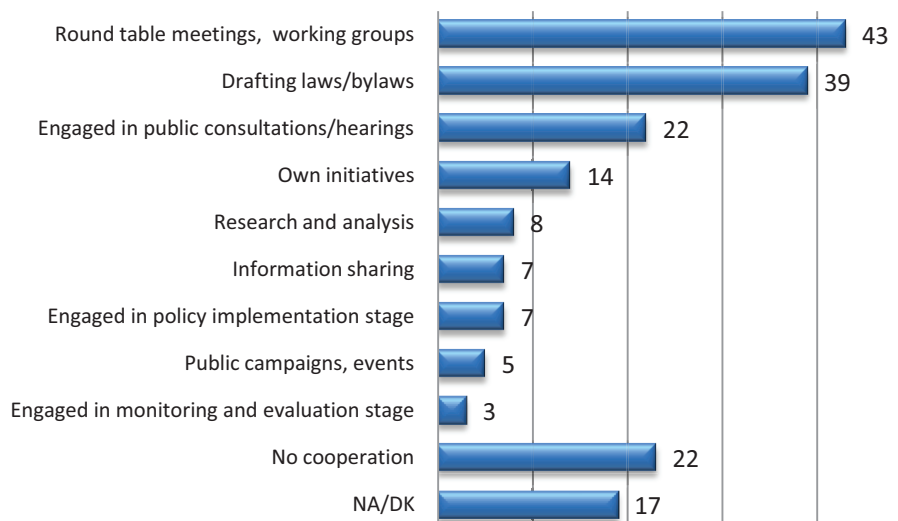 Round table meetings,  working groups 43
Drafting laws/bylaws 39
Engaged in public consultations/hearings 22
Own initiatives 14
Research and analysis 8
Information sharing 7
Engaged in policy implementation stage 7
Public campaigns, events 5
Engaged in monitoring and evaluation stage 3
No cooperation 22
NA/DK 17